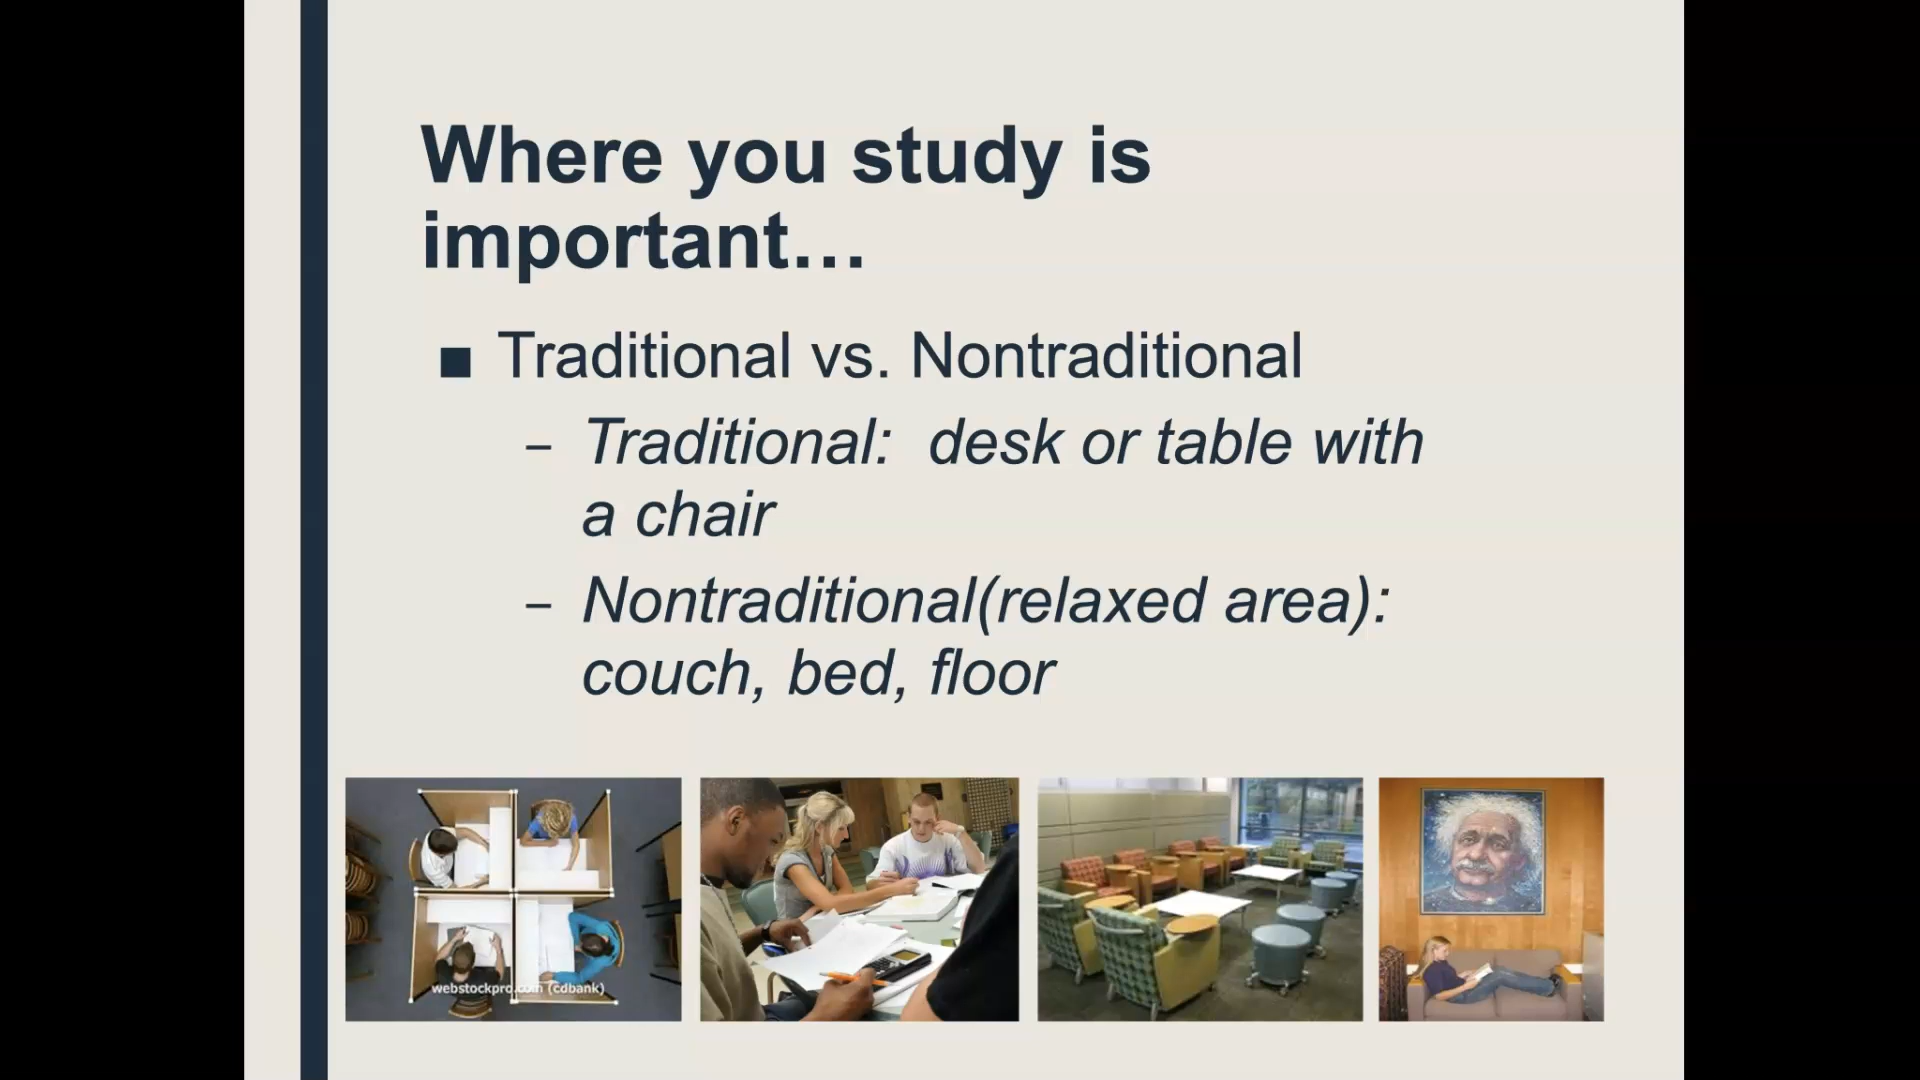 Where you study is
important…
■ Traditional vs. Nontraditional
– Traditional:  desk or table with
a chair
– Nontraditional(relaxed area):
couch, bed, floor
webstockpro.com (cdbank)